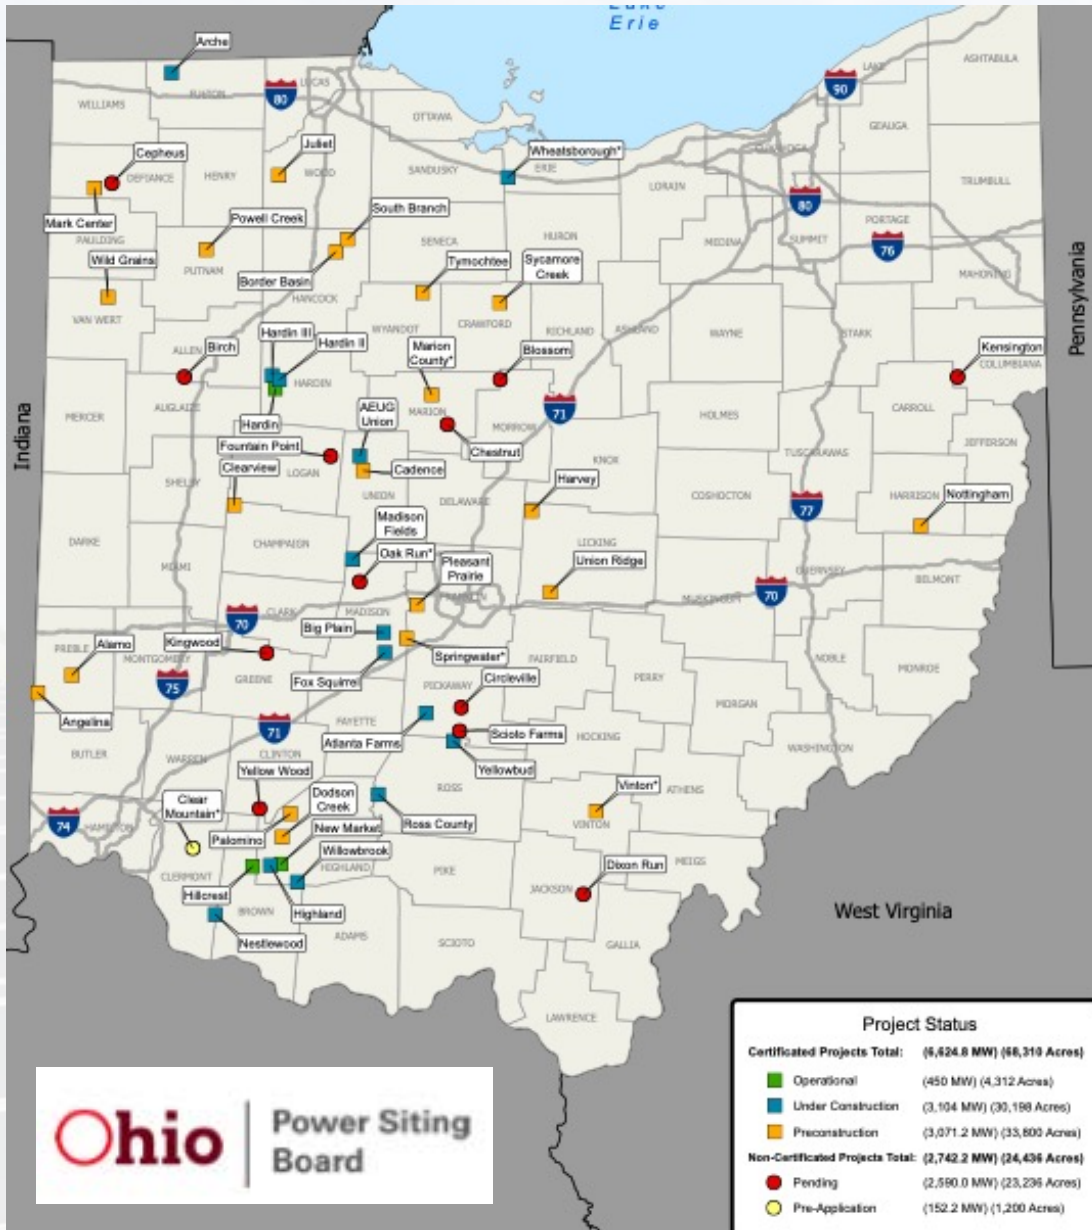 Lake
Erie
Arche
ASHTABULA
LAKE
90
FULTON
LUCAS
80
WILLIAMS
OTTAWA
GEAUGA
CUYAHOGA
Juliet
Wheatsborough*
Cepheus
DEFIANCE
HENRY
WOOD
SANDUSKY
ERIE
LORAIN
TRUMBULL
80
Mark Center
Powell Creek
South Branch
PORTAGE
PAULDING
SENECA
HURON
MEDINA
SUMMIT
76
Wild Grains
PUTNAM
Border Basin
Tymochtee
Sycamore
Creek
MAHONING
HANCOCK
VAN WERT
WYANDOT
CRAWFORD
RICHLAND
ASHLAND
WAYNE
STARK
Pennsylvania
Hardin III
Hardin II
ALLEN
Birch
Marion
County*
Blossom
Kensington
COLUMBIANA
HARDIN
AUGLAIZE
MERCER
Hardin
AEUG
Union
MARION
71
MORROW
HOLMES
CARROLL
Indiana
Fountain Point
Chestnut
JEFFERSON
TUSCARAWAS
Clearview
LOGAN
Cadence
KNOX
SHELBY
UNION
DELAWARE
Harvey
COSHOCTON
77
HARRISON
Nottingham
Madison
Fields
DARKE
CHAMPAIGN
Oak Run*
LICKING
MIAMI
Pleasant
Prairie
Union Ridge
GUERNSEY
BELMONT
70
CLARK
MADISON
FRANKLIN
MUSKINGUM
70
Big Plain
PREBLE
Alamo
MONTGOMERY
Kingwood
Springwater*
FAIRFIELD
NOBLE
MONROE
75
GREENE
Fox Squirrel
PICKAWAY
Circleville
PERRY
MORGAN
Angelina
71
FAYETTE
Atlanta Farms
Scioto Farms
HOCKING
BUTLER
WARREN
CLINTON
Yellowbud
WASHINGTON
Yellow Wood
Dodson
Creek
ROSS
ATHENS
Clear
Mountain*
Vinton*
74
HAMILTON
Palomino
New Market
Ross County
VINTON
Willowbrook
CLERMONT
HIGHLAND
PIKE
Dixon Run
MEIGS
Hillcrest
JACKSON
BROWN
Highland
West Virginia
Nestlewood
ADAMS
SCIOTO
GALLIA
LAWRENCE
Project Status
Certificated Projects Total: (6,624.8 MW) (68,310 Acres)
Operational (450 MW) (4,312 Acres)
Under Construction (3,104 MW) (30,198 Acres)
Preconstruction (3,071.2 MW) (33,800 Acres)
Non-Certificated Projects Total: (2,742.2 MW) (24,436 Acres)
Pending (2,590.0 MW) (23,236 Acres)
Pre-Application (152.2 MW) (1,200 Acres)
Ohio
Power Siting
Board